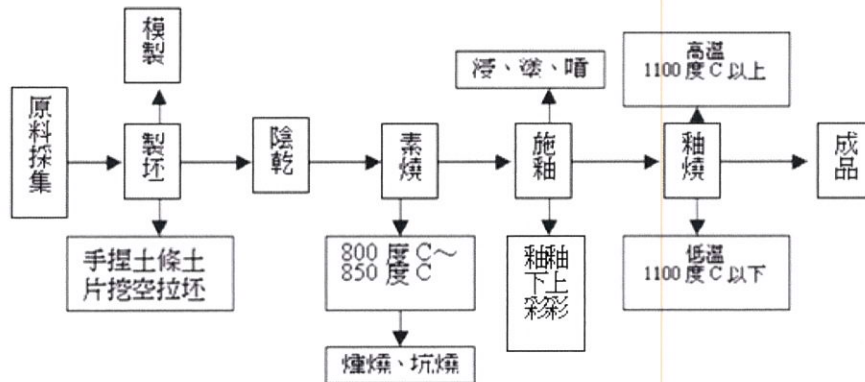 原料採集
模製
製坯
手捏土條土
片挖空拉坯
陰乾
素燒
800 度 C～
850 度 C
燻燒、坑燒
浸、塗、噴
施釉
釉上彩
釉下彩
高溫
1100 度 C 以上
釉燒
低溫
1100 度 C 以下
成品